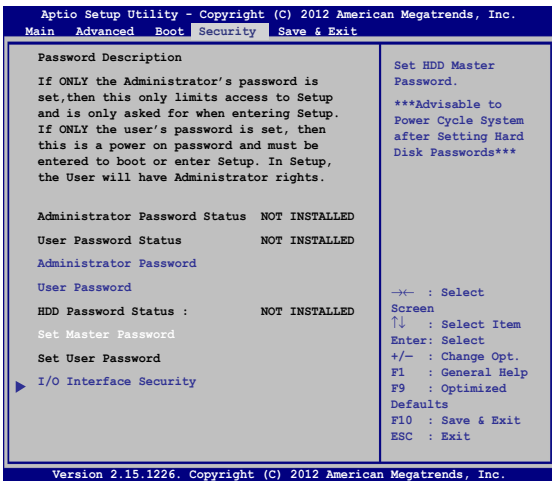 Aptio Setup Utility - Copyright (C) 2012 American Megatrends, Inc.
Main Advanced Boot Security Save & Exit
Password Description
If ONLY the Administrator's password is
set,then this only limits access to Setup
and is only asked for when entering Setup.
If ONLY the user's password is set, then
this is a power on password and must be
entered to boot or enter Setup. In Setup,
the User will have Administrator rights.
Administrator Password Status NOT INSTALLED
User Password Status NOT INSTALLED
Administrator Password
User Password
HDD Password Status : NOT INSTALLED
Set Master Password
Set User Password
I/O Interface Security
Set HDD Master
Password.
***Advisable to
Power Cycle System
after Setting Hard
Disk Passwords***
→← : Select
Screen
↑↓ : Select Item
Enter: Select
+/— : Change Opt.
F1 : General Help
F9 : Optimized
Defaults
F10 : Save & Exit
ESC : Exit
Version 2.15.1226. Copyright (C) 2012 American Megatrends, Inc.